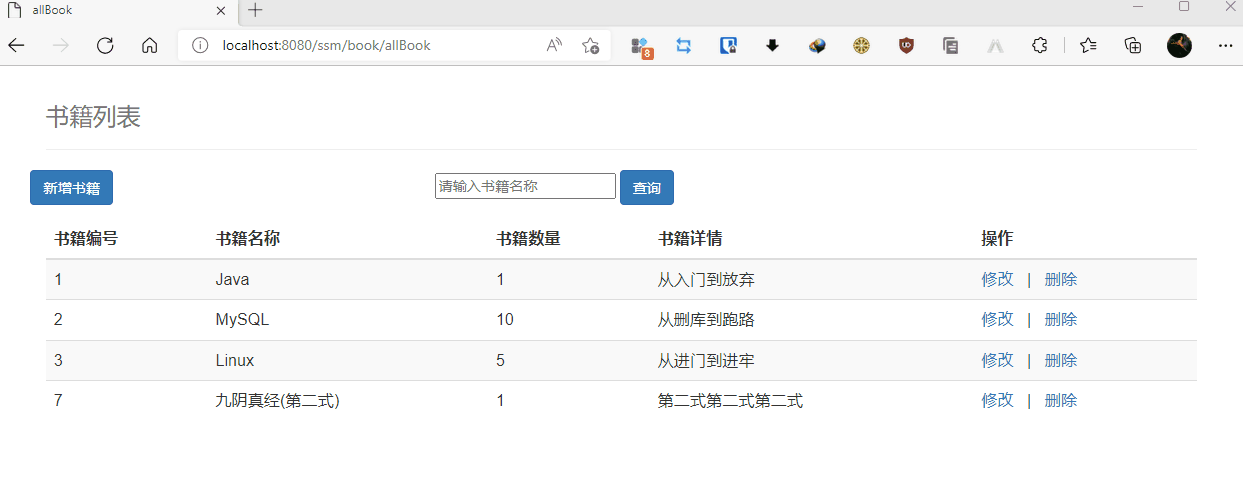 allBook
localhost:8080/ssm/book/allBook
8
书籍列表
新增书籍 请输入书籍名称 查询
书籍编号 书籍名称 书籍数量 书籍详情 操作
1 Java 1 从入门到放弃 修改 | 删除
2 MySQL 10 从删库到跑路 修改 | 删除
3 Linux 5 从进门到进牢 修改 | 删除
7 九阴真经(第二式) 1 第二式第二式第二式 修改 | 删除